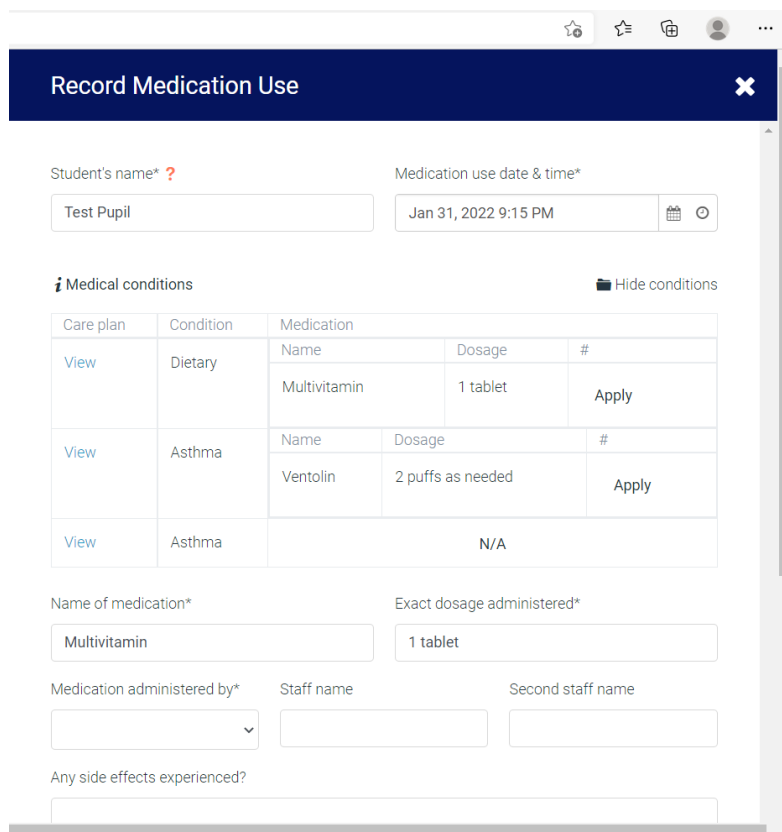 Record Medication Use
Student's name* ? Medication use date & time*
Test Pupil Jan 31, 2022 9:15 PM
i Medical conditions Hide conditions
Care plan Condition Medication
Name Dosage #
View Dietary
Multivitamin 1 tablet Apply
Name Dosage #
View Asthma
Ventolin 2 puffs as needed Apply
View Asthma N/A
Name of medication* Exact dosage administered*
Multivitamin 1 tablet
Medication administered by* Staff name Second staff name
Any side effects experienced?